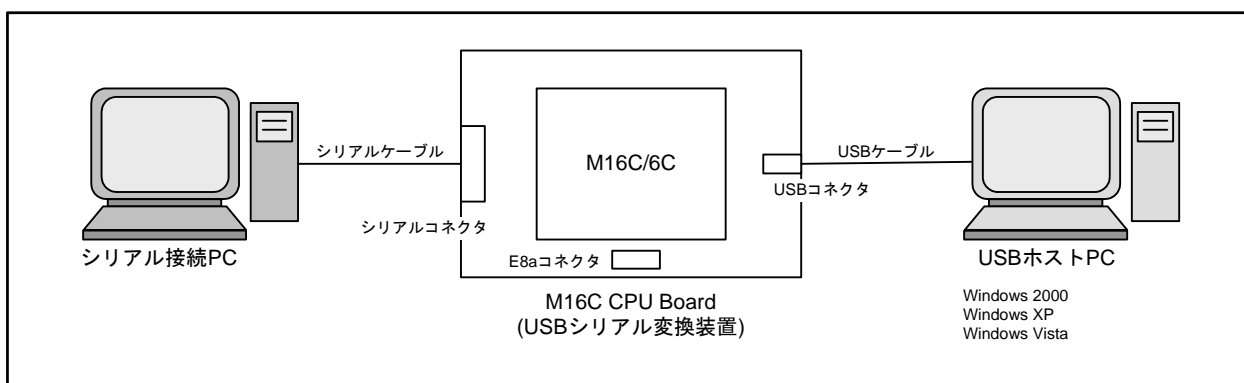 シリアルケーブル
M16C/6C
USBケーブル
USBコネクタ
シリアルコネクタ
シリアル接続PC
E8aコネクタ
USBホストPC
M16C CPU Board
(USBシリアル変換装置)
Windows 2000
Windows XP
Windows Vista